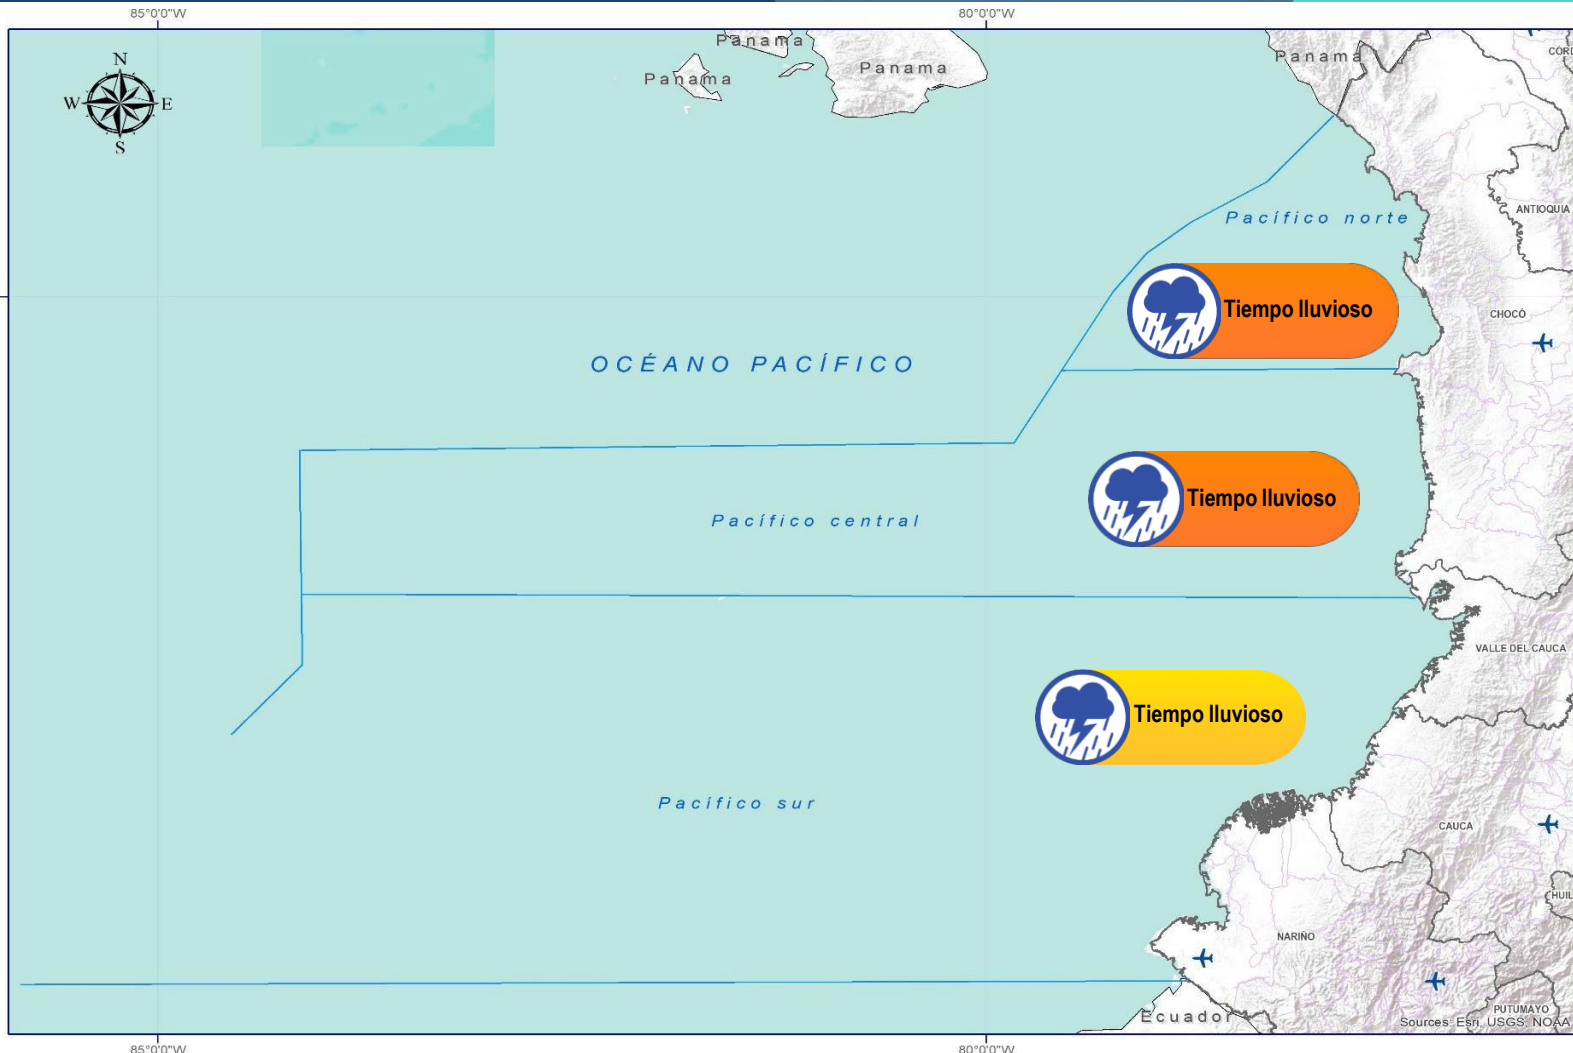 85°0'0"W
80°0'0"W
N
W
E
S
Panama
Panama
Panama
Panama
ANTIOQUIA
Pacífico norte
Tiempo lluvioso
CHOCÓ
OCÉANO PACÍFICO
Tiempo lluvioso
Pacífico central
VALLE DEL CAUCA
Tiempo lluvioso
Pacífico sur
CAUCA
NARIÑO
PUTUMAYO
Ecuador
Sources: Esri, USGS, NOAA
85°0'0"W
80°0'0"W